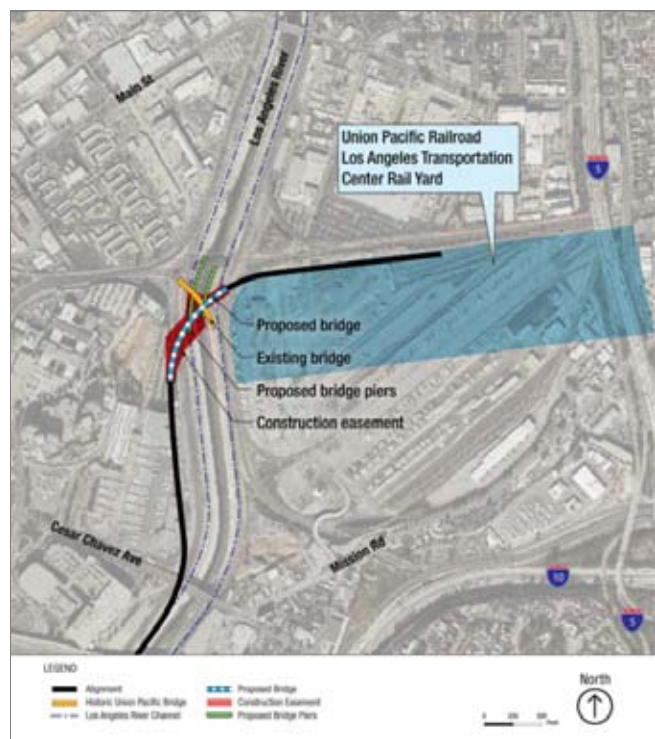 Main St
Los Angeles River
Union Pacific Railroad
Los Angeles Transportation
Center Rail Yard
5
Proposed bridge
Existing bridge
Proposed bridge piers
Construction easement
Cesar Chavez Ave
Mission Rd
10
5
LEGEND
Alignment
Historic Union Pacific Bridge
Los Angeles River Channel
Proposed Bridge
Construction Easement
Proposed Bridge Piers
North
0
Feet